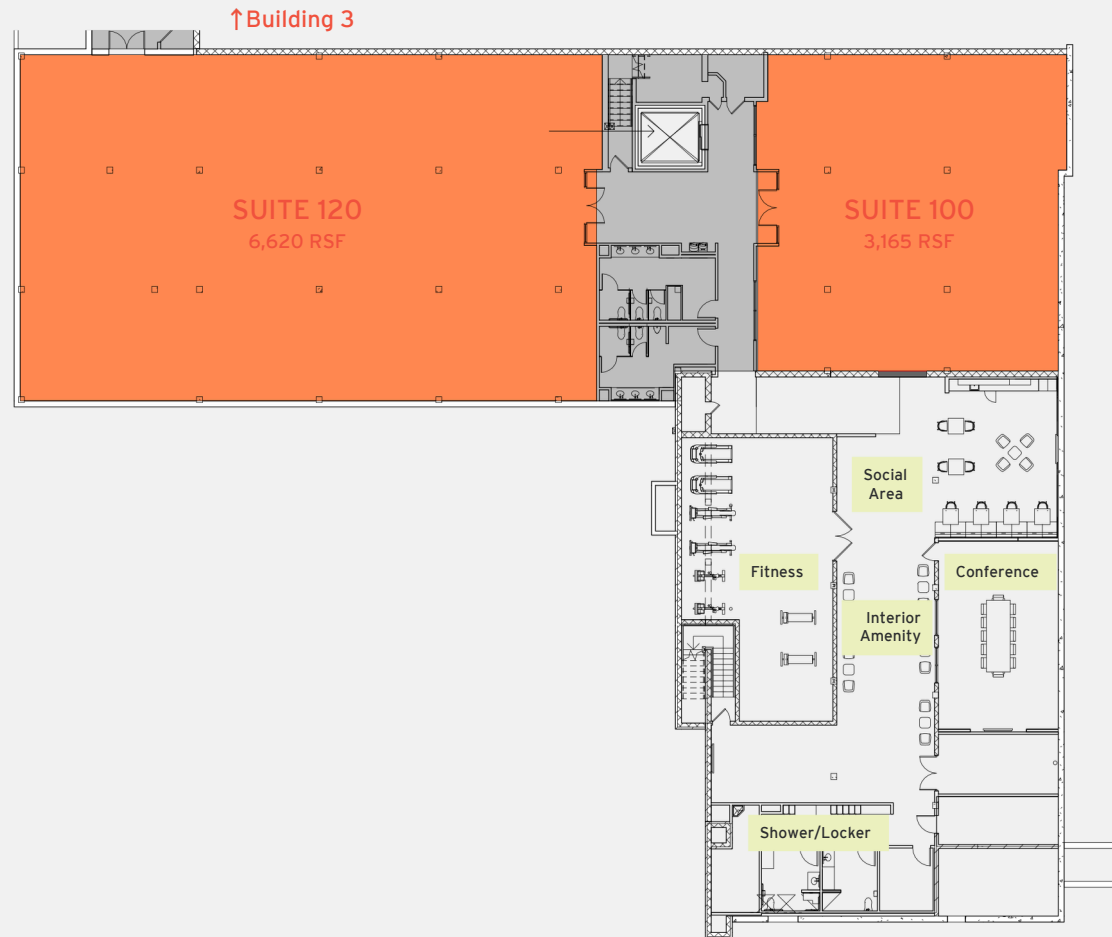 ↑Building 3
SUITE 120
6,620 RSF
SUITE 100
3,165 RSF
Social
Area
Fitness
Conference
Interior
Amenity
Shower/Locker